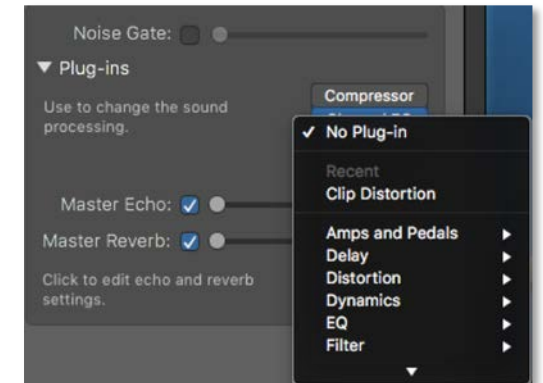 Noise Gate:
Plug-ins
Use to change the sound
processing.
Compressor
No Plug-in
Recent
Clip Distortion
Master Echo:
Master Reverb:
Click to edit echo and reverb
settings.
Amps and Pedals
Delay
Distortion
Dynamics
EQ
Filter